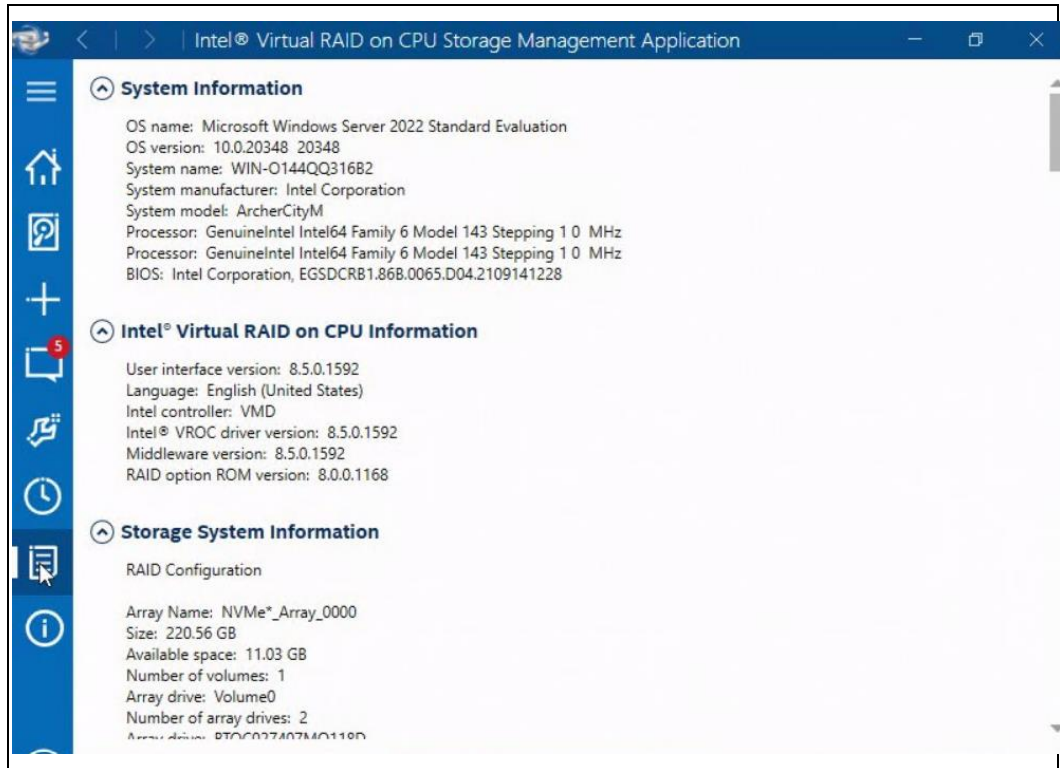 Intel® Virtual RAID on CPU Storage Management Application
System Information
OS name: Microsoft Windows Server 2022 Standard Evaluation
OS version: 10.0.20348 20348
System name: WIN-O144QQ316B2
System manufacturer: Intel Corporation
System model: ArcherCityM
Processor: GenuineIntel Intel64 Family 6 Model 143 Stepping 1 0 MHz
Processor: GenuineIntel Intel64 Family 6 Model 143 Stepping 1 0 MHz
BIOS: Intel Corporation, EGSDCRB1.86B.0065.D04.2109141228
Intel® Virtual RAID on CPU Information
5
User interface version: 8.5.0.1592
Language: English (United States)
Intel controller: VMD
Intel® VROC driver version: 8.5.0.1592
Middleware version: 8.5.0.1592
RAID option ROM version: 8.0.0.1168
Storage System Information
RAID Configuration
Array Name: NVMe*_Array_0000
Size: 220.56 GB
Available space: 11.03 GB
Number of volumes: 1
Array drive: Volume0
Number of array drives: 2
Array drive: